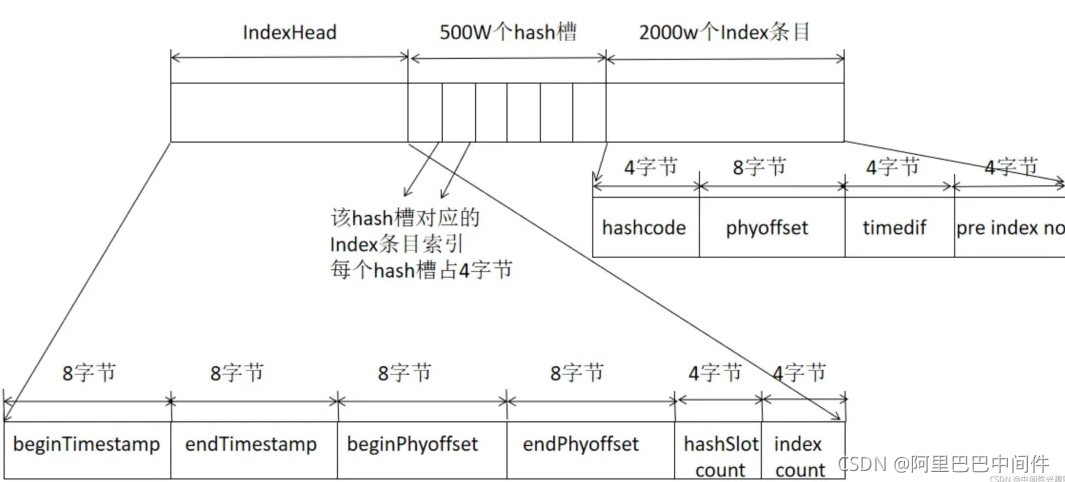 IndexHead
500W个hash槽
2000w个Index条目
4字节
8字节
4字节
4字节
hashcode
phyoffset
timedif
pre index no
该hash槽对应的
Index条目索引
每个hash槽占4字节
8字节
8字节
8字节
8字节
4字节
4字节
beginTimestamp
endTimestamp
beginPhyoffset
endPhyoffset
hashSlot
count
index
count
CSDN @阿里巴巴中间件